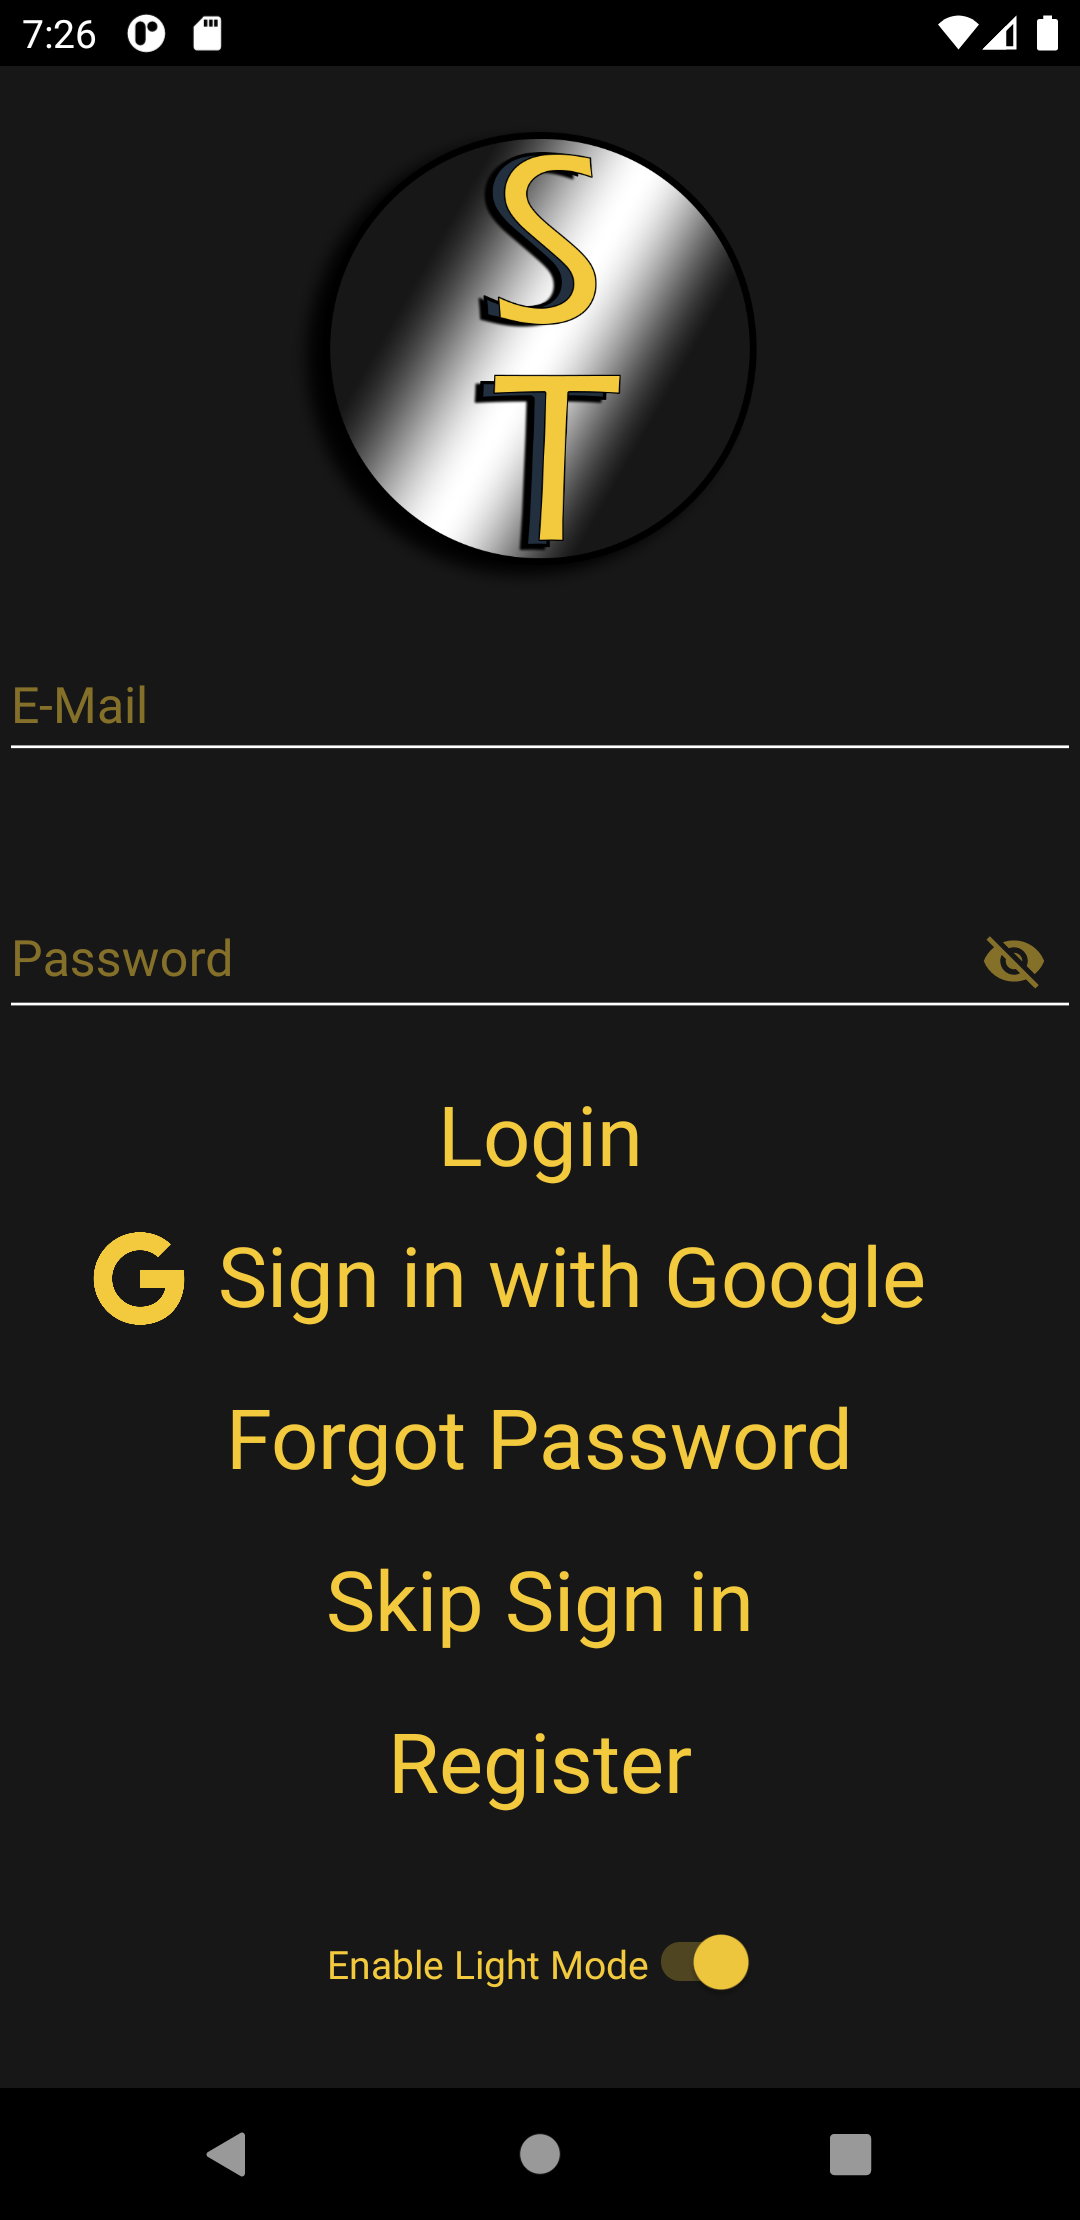 7:26
S
T
E-Mail
Password
Login
Sign in with Google
Forgot Password
Skip Sign in
Register
Enable Light Mode